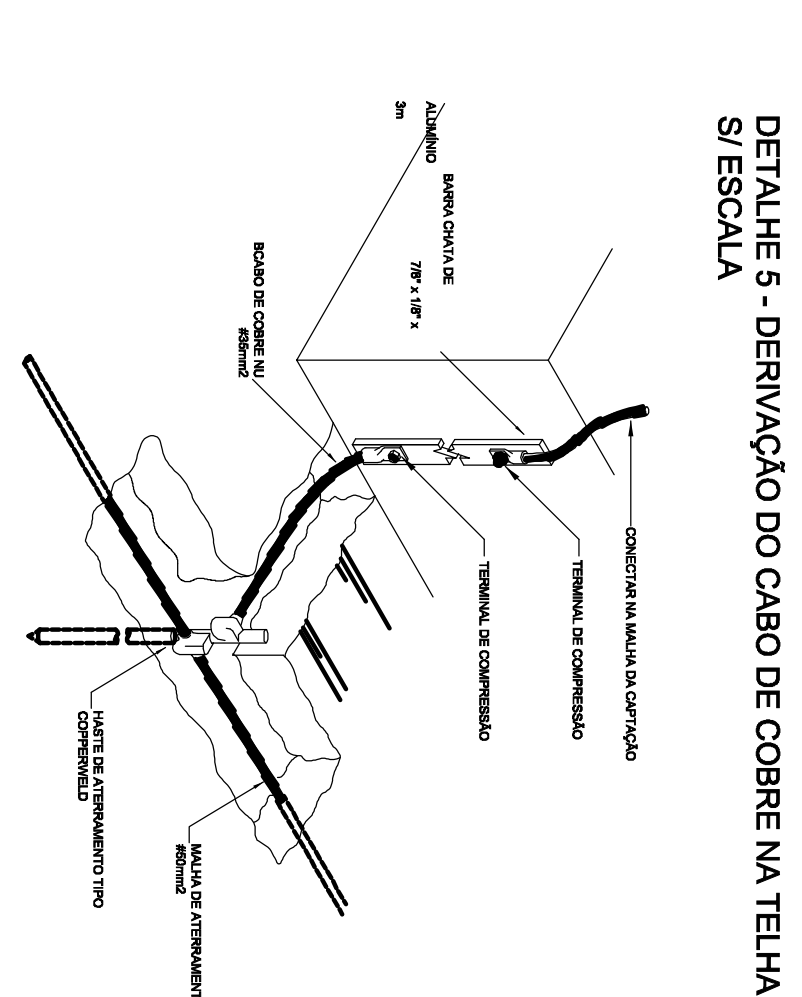 DETALHE 5 - DERIVAÇÃO DO CABO DE COBRE NA TELHA
S/ ESCALA
CONECTAR NA MALHA DA CAPTAÇÃO
TERMINAL DE COMPRESSÃO
TERMINAL DE COMPRESSÃO
BARRA CHATA DE
ALUMÍNIO
7/8" x 1/8" x
3m
BCABO DE COBRE NU
#35mm2
MALHA DE ATERRAMENT
#50mm2
HASTE DE ATERRAMENTO TIPO
COPPERWELD